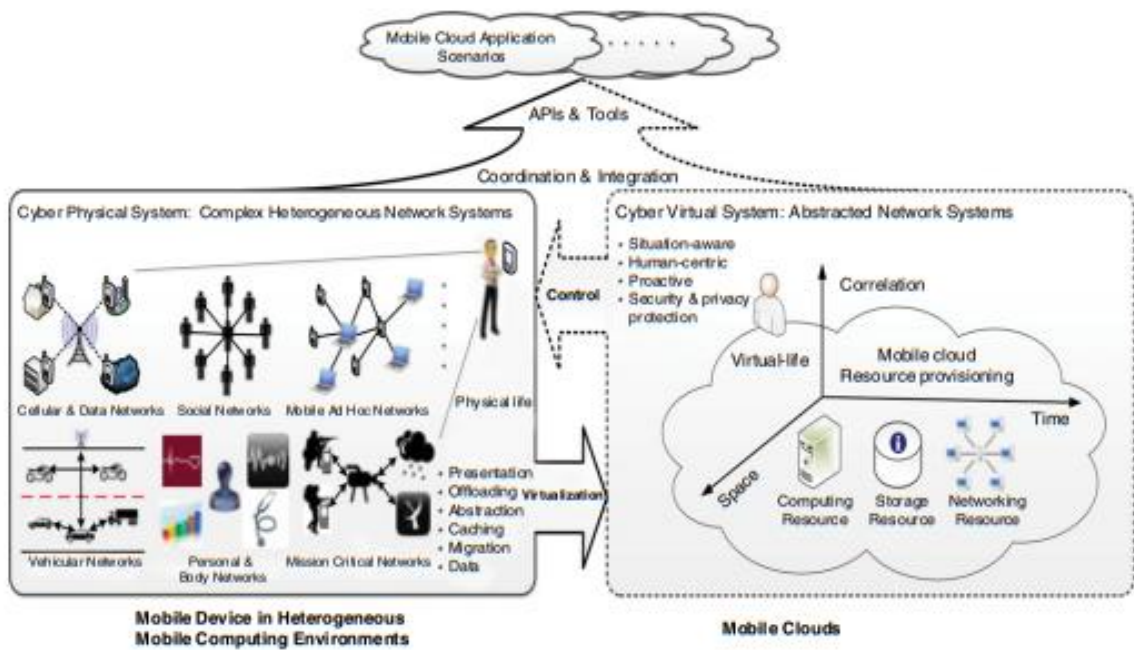 Mobile Cloud Application
Scenarios
. . . . .
APIs & Tools
Coordination & Integration
Cyber Physical System: Complex Heterogeneous Network Systems
Cellular & Data Networks
Social Networks
Mobile Ad Hoc Networks
Physical life
Vehicular Networks
Personal &
Body Networks
Mission Critical Networks
• Presentation
• Offloading
• Abstraction
• Caching
• Migration
• Data
Control
Virtualization
Cyber Virtual System: Abstracted Network Systems
• Situation-aware
• Human-centric
• Proactive
• Security & privacy
protection
Virtual-life
Correlation
Mobile cloud
Resource provisioning
Time
Space
Computing
Resource
Storage
Resource
Networking
Resource
Mobile Device in Heterogeneous
Mobile Computing Environments
Mobile Clouds